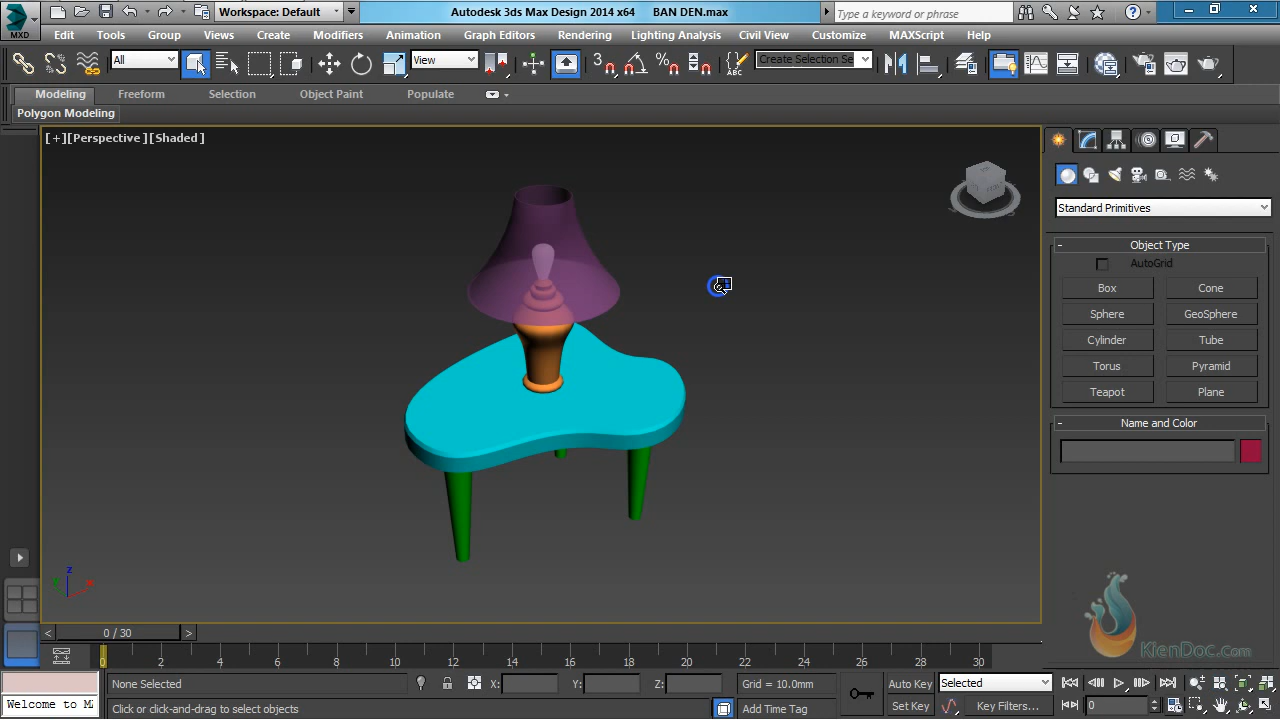 MXD
Workspace: Default
Autodesk 3ds Max Design 2014 x64 BAN DEN.max
Type a keyword or phrase
Edit Tools Group Views Create Modifiers Animation Graph Editors Rendering Lighting Analysis Civil View Customize MAXScript Help
All View 3 Create Selection Se
ABC
Modeling Freeform Selection Object Paint Populate
Polygon Modeling
[+][Perspective][Shaded]
Standard Primitives
- Object Type
AutoGrid
Box Cone
Sphere GeoSphere
Cylinder Tube
Torus Pyramid
Teapot Plane
- Name and Color
z
KienDoc.com
< 0 / 30 >
0 2 4 6 8 10 12 14 16 18 20 22 24 26 28 30
None Selected X: Y: Z: Grid = 10.0mm Auto Key Selected
Welcome to M
Click or click-and-drag to select objects Add Time Tag Set Key Key Filters... 0